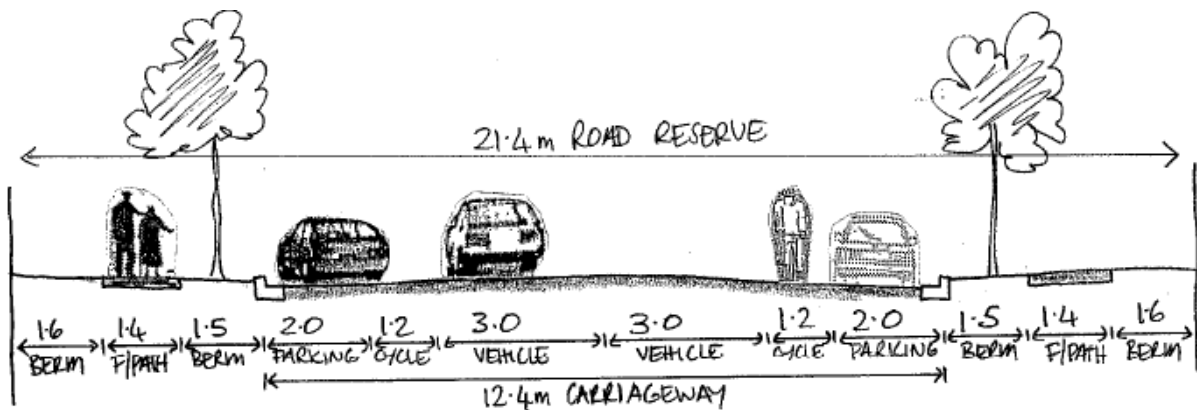 21.4m ROAD RESERVE
1.6 1.4 1.5 2.0 1.2 3.0 3.0 1.2 2.0 1.5 1.4 1.6
BERM F/PATH BERM PARKING CYCLE VEHICLE VEHICLE CYCLE PARKING BERM F/PATH BERM
12.4m CARRIAGEWAY